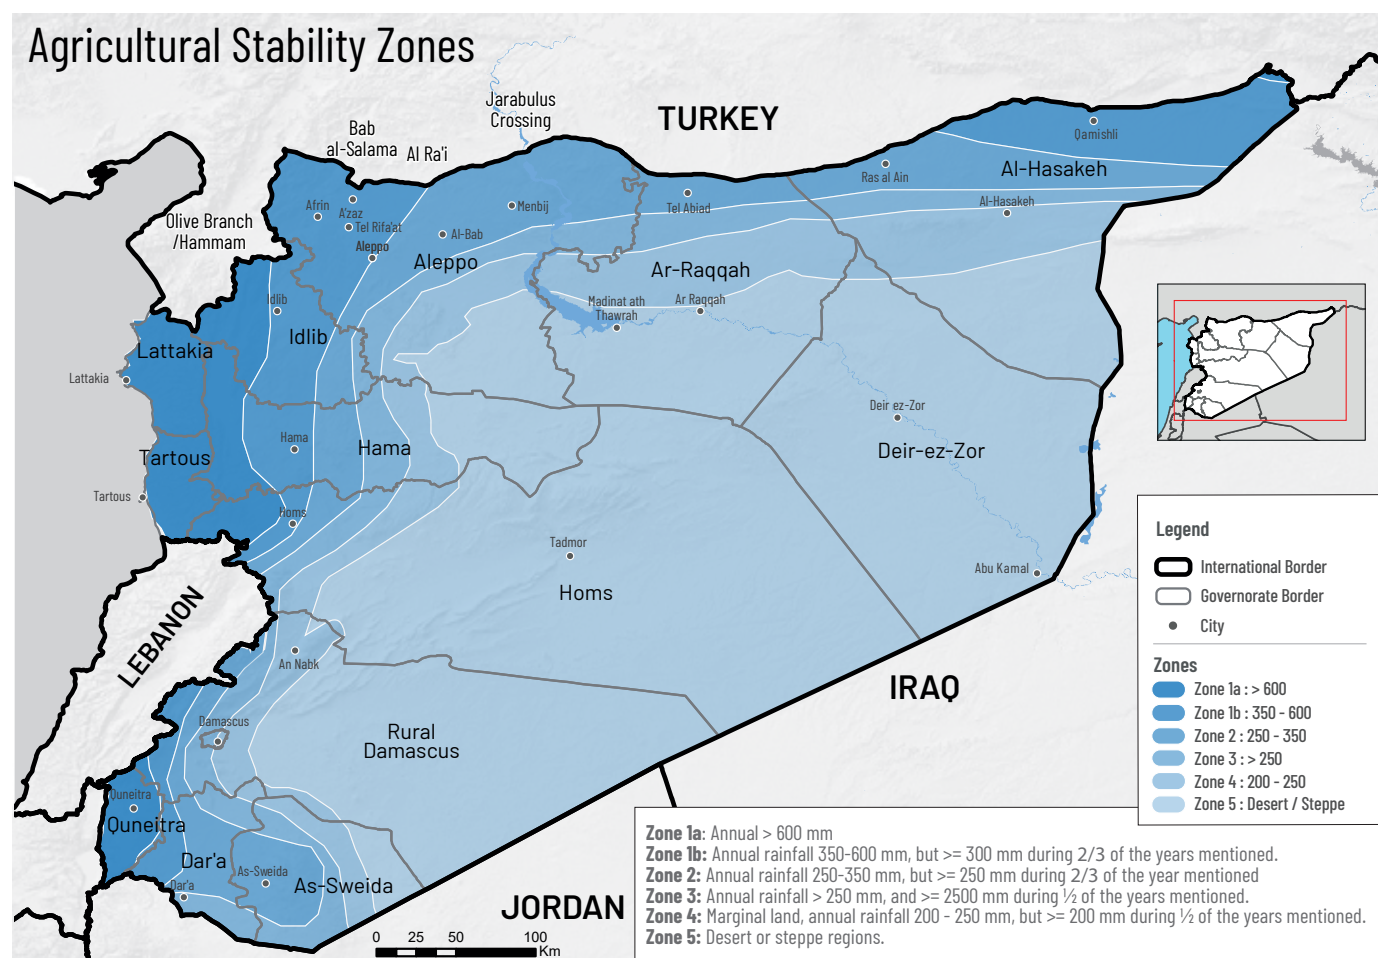 Agricultural Stability Zones
Jarabulus
Crossing
TURKEY
Bab
al-Salama
Al Ra'i
Qamishli
Ras al Ain
Al-Hasakeh
Afrin
A'zaz
Tel Rifa'at
Menbij
Tel Abiad
Al-Hasakeh
Olive Branch
/Hammam
Aleppo
Al-Bab
Aleppo
Ar-Raqqah
Idlib
Madinat ath
Thawrah
Ar Raqqah
Idlib
Lattakia
Lattakia
Deir ez-Zor
Hama
Hama
Deir-ez-Zor
Tartous
Tartous
Homs
Tadmor
Abu Kamal
Homs
LEBANON
An Nabk
IRAQ
Damascus
Rural
Damascus
Quneitra
Quneitra
Dar'a
As-Sweida
As-Sweida
Dar'a
JORDAN
0 25 50 100
Km
Legend
International Border
Governorate Border
City
Zones
Zone 1a : > 600
Zone 1b : 350 - 600
Zone 2 : 250 - 350
Zone 3 : > 250
Zone 4 : 200 - 250
Zone 5 : Desert / Steppe
Zone 1a: Annual > 600 mm
Zone 1b: Annual rainfall 350-600 mm, but >= 300 mm during 2/3 of the years mentioned.
Zone 2: Annual rainfall 250-350 mm, but >= 250 mm during 2/3 of the year mentioned
Zone 3: Annual rainfall > 250 mm, and >= 2500 mm during ½ of the years mentioned.
Zone 4: Marginal land, annual rainfall 200 - 250 mm, but >= 200 mm during ½ of the years mentioned.
Zone 5: Desert or steppe regions.